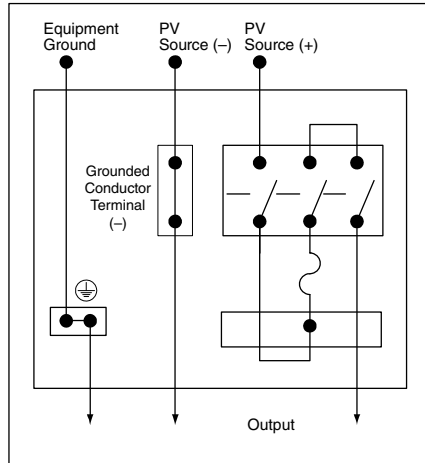 Equipment
Ground
PV
Source (–)
PV
Source (+)
Grounded
Conductor
Terminal
(–)
Output